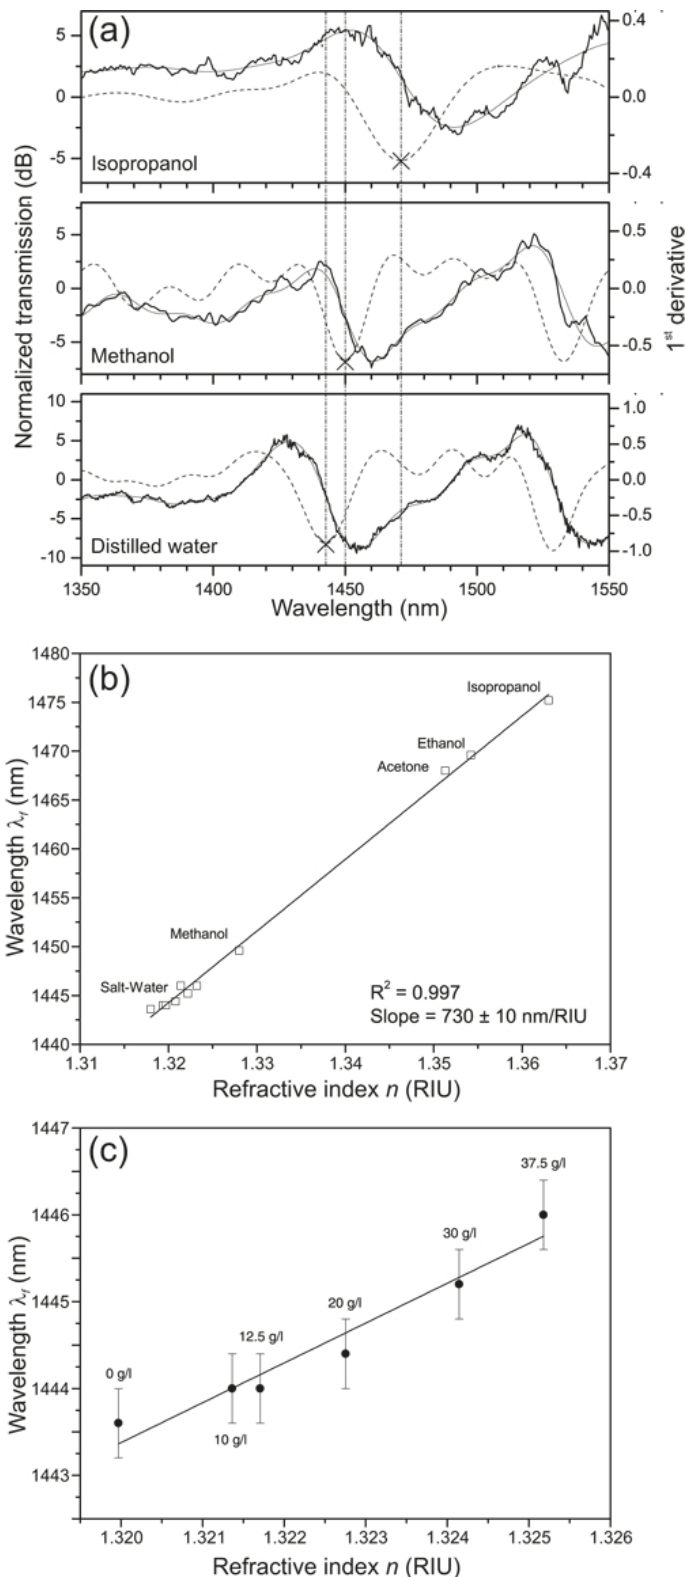 (a)
5
2.5
0
-5
Isopropanol
0.4
0.0
-0.4
Normalized transmission (dB)
1st derivative
5
0
-5
Methanol
0.5
0.0
-0.5
10
5
0
-5
-10
Distilled water
1.0
0.5
0.0
-0.5
-1.0
1350 1400 1450 1500 1550
Wavelength (nm)
(b)
1480
1475
1470
1465
1460
1455
1450
1445
1440
Wavelength λf (nm)
Isopropanol
Ethanol
Acetone
Methanol
Salt-Water
R2 = 0.997
Slope = 730 ± 10 nm/RIU
1.31 1.32 1.33 1.34 1.35 1.36 1.37
Refractive index n (RIU)
(c)
1447
1446
1445
1444
1443
Wavelength λf (nm)
37.5 g/l
30 g/l
20 g/l
12.5 g/l
0 g/l
10 g/l
1.320 1.321 1.322 1.323 1.324 1.325 1.326
Refractive index n (RIU)